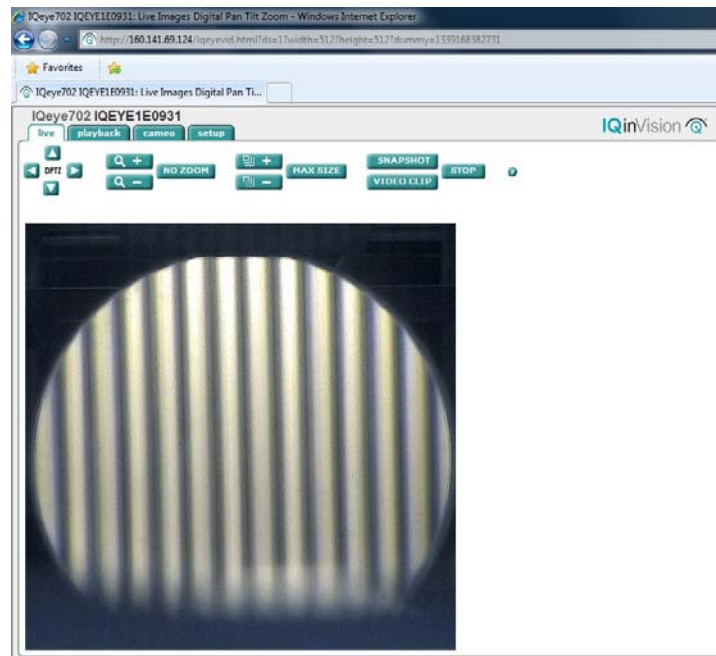 IQeye702 IQEYE1E0931: Live Images Digital Pan Tilt Zoom – Windows Internet Explorer
http://160.141.69.124/iqeyevid.html?ds=1?width=512?height=512?dummy=1339168382731
Favorites
IQeye702 IQEYE1E0931: Live Images Digital Pan Ti...
IQeye702 IQEYE1E0931
IQinVision
live playback cameo setup
DPTZ
NO ZOOM
MAX SIZE
SNAPSHOT
VIDEO CLIP
STOP